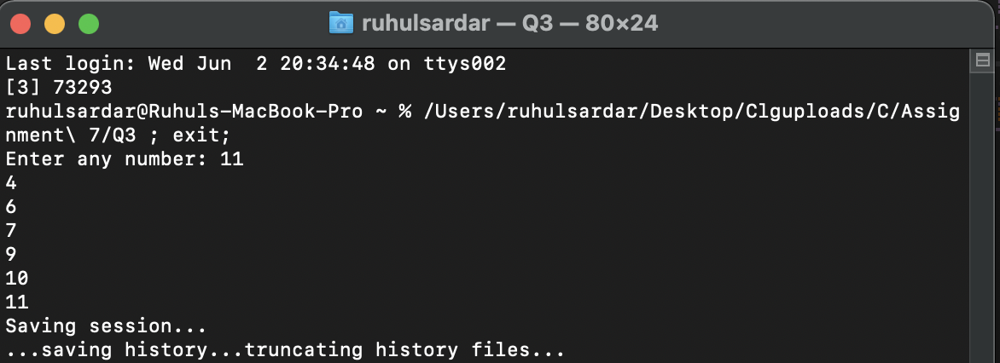 ruhulsardar — Q3 — 80×24
Last login: Wed Jun  2 20:34:48 on ttys002
[3] 73293
ruhulsardar@Ruhuls-MacBook-Pro ~ % /Users/ruhulsardar/Desktop/Clguploads/C/Assig
nment\ 7/Q3 ; exit;
Enter any number: 11
4
6
7
9
10
11
Saving session...
...saving history...truncating history files...